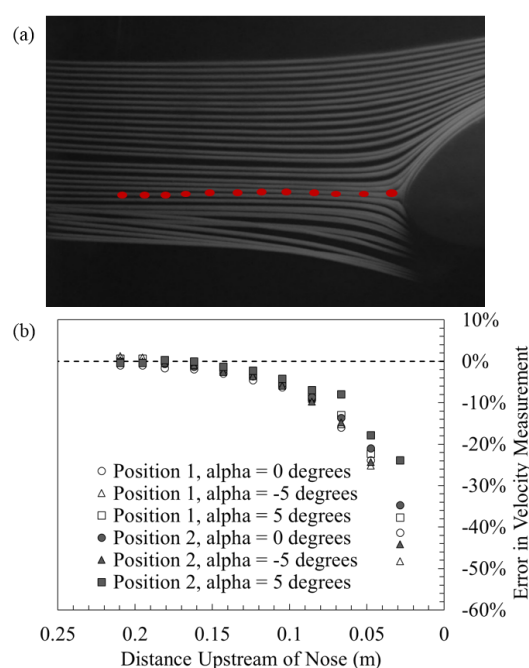 (a)
(b)
10%
0%
-10%
-20%
-30%
-40%
-50%
-60%
Error in Velocity Measurement
Position 1, alpha = 0 degrees
Position 1, alpha = -5 degrees
Position 1, alpha = 5 degrees
Position 2, alpha = 0 degrees
Position 2, alpha = -5 degrees
Position 2, alpha = 5 degrees
0.25 0.2 0.15 0.1 0.05 0
Distance Upstream of Nose (m)